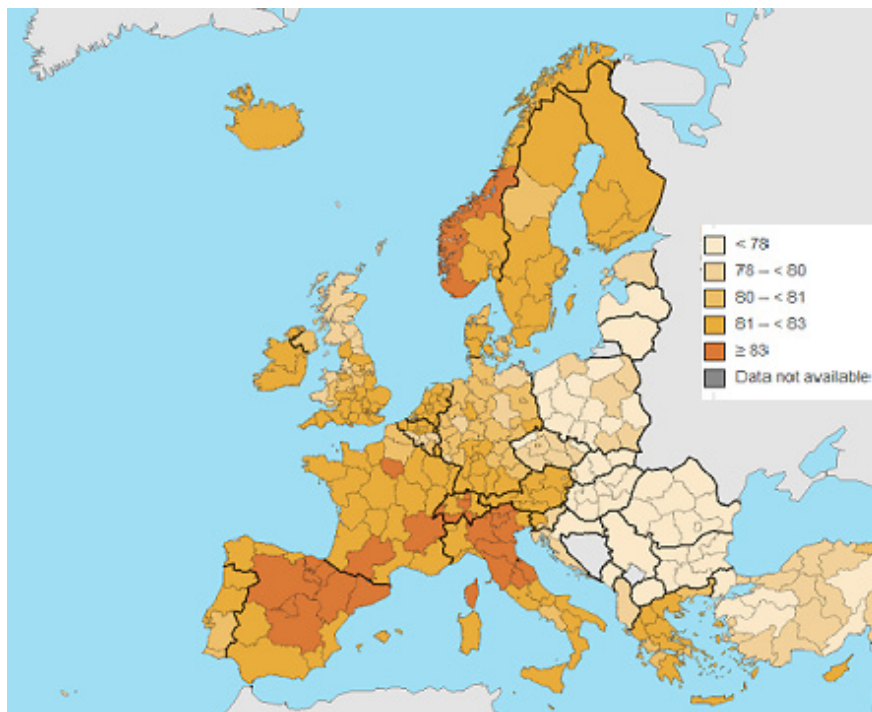 < 78
78 – < 80
80 – < 81
81 – < 83
≥ 83
Data not available